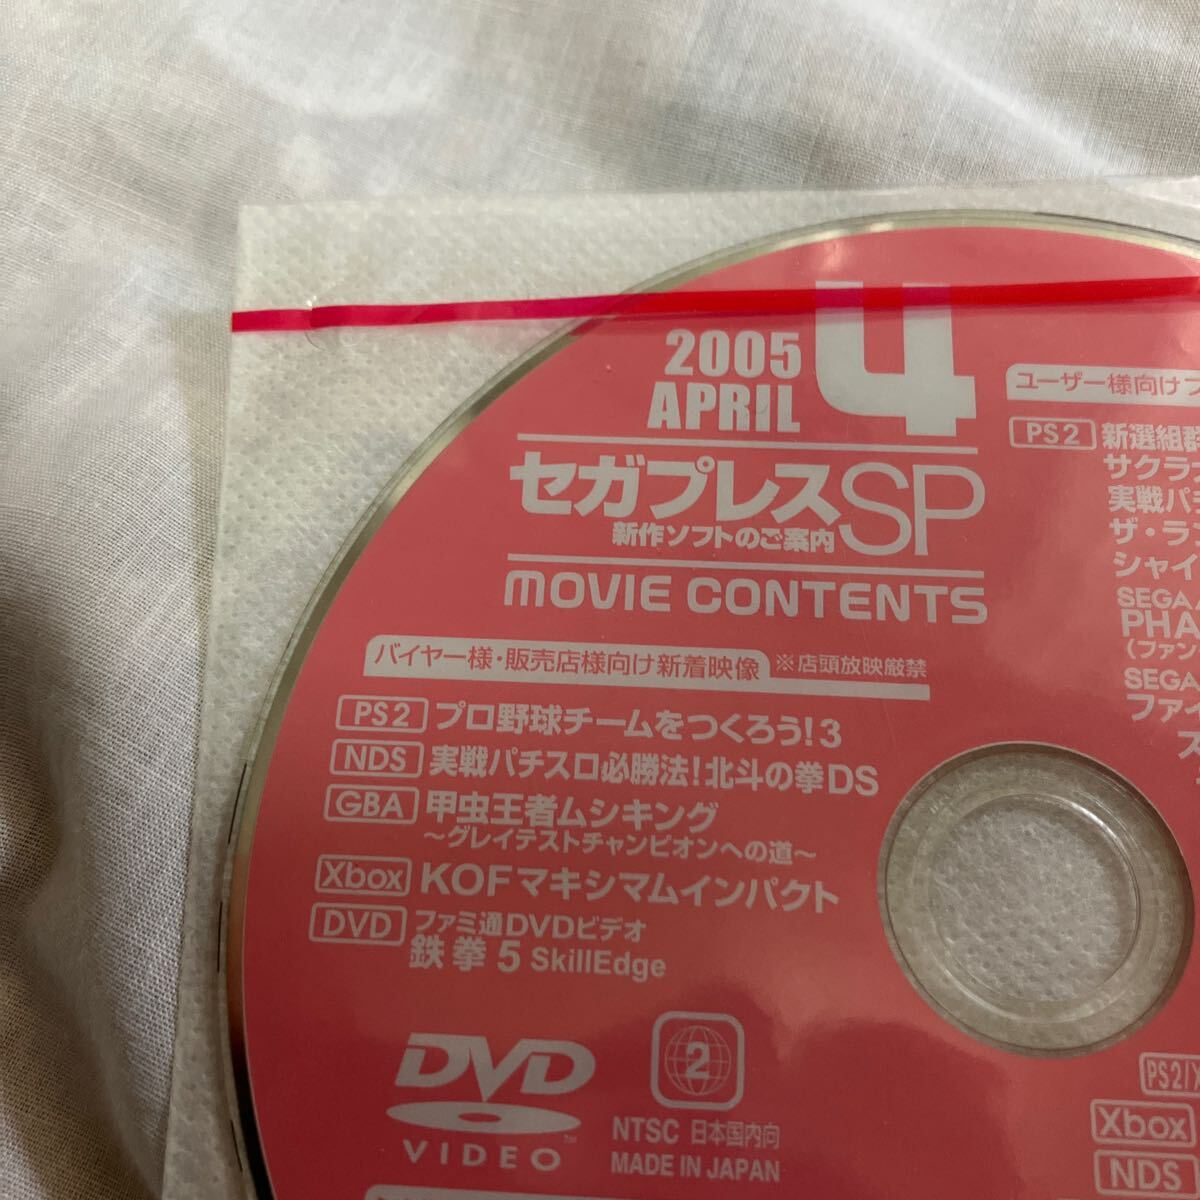 2005
APRIL
4
セガプレスSP
新作ソフトのご案内
MOVIE CONTENTS
バイヤー様・販売店様向け新着映像 ※店頭放映厳禁
PS2 プロ野球チームをつくろう!3
NDS 実戦パチスロ必勝法!北斗の拳DS
GBA 甲虫王者ムシキング
～グレイテストチャンピオンへの道～
Xbox KOFマキシマムインパクト
DVD ファミ通DVDビデオ
鉄拳5 SkillEdge
DVD
VIDEO
2
NTSC 日本国内向
MADE IN JAPAN
ユーザー様向け
PS2 新選組群
サクラ
実戦パ
ザ・ラ
シャイ
SEGA
PHA
(ファン
SEGA
ファイ
PS2/X
Xbox
NDS